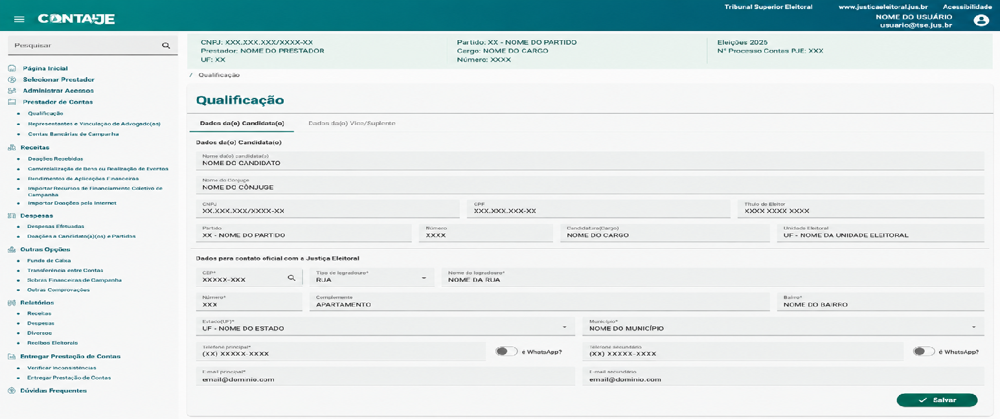 Tribunal Superior Eleitoral www.justicaeleitoral.jus.br Acessibilidade
CONTAJE
NOME DO USUÁRIO
usuario@tse.jus.br
Pesquisar
Página Inicial
Selecionar Prestador
Administrar Acessos
Prestador de Contas
Qualificação
Representantes e Vinculação de Advogado(as)
Contas Bancárias de Campanha
Receitas
Doações Recebidas
Comercialização de Bens ou Realização de Eventos
Rendimentos de Aplicações Financeiras
Importar Recursos de Financiamento Coletivo de
Campanha
Importar Doações pela Internet
Despesas
Despesas Efetuadas
Doações a Candidato(a)(os) e Partidos
Outras Opções
Fundo de Caixa
Transferência entre Contas
Sobras Financeiras de Campanha
Outras Comprovações
Relatórios
Receitas
Despesas
Diversos
Recibos Eleitorais
Entregar Prestação de Contas
Verificar Inconsistências
Entregar Prestação de Contas
Dúvidas Frequentes
CNPJ: XX.XXX.XXX/XXXX-XX
Prestador: NOME DO PRESTADOR
UF: XX
Partido: XX - NOME DO PARTIDO
Cargo: NOME DO CARGO
Número: XXXX
Eleições 2026
Nº Processo Contas PJE: XXX
/ Qualificação
Qualificação
Dados da(o) Candidata(o) Dados da(o) Vice/Suplente
Dados da(o) Candidata(o)
Nome da(o) candidata(o)
NOME DO CANDIDATO
Nome do Cônjuge
NOME DO CÔNJUGE
CNPJ
XX.XXX.XXX/XXXX-XX
CPF
XXX.XXX.XXX-XX
Título de Eleitor
XXXX XXXX XXXX
Partido
XX - NOME DO PARTIDO
Número
XXXX
Candidatura(Cargo)
NOME DO CARGO
Unidade Eleitoral
UF - NOME DA UNIDADE ELEITORAL
Dados para contato oficial com a Justiça Eleitoral
CEP*
XXXXX-XXX
Tipo de logradouro*
RUA
Nome do logradouro*
NOME DA RUA
Número*
XXX
Complemento
APARTAMENTO
Bairro*
NOME DO BAIRRO
Estado(UF)*
UF - NOME DO ESTADO
Município*
NOME DO MUNICÍPIO
Telefone principal*
(XX) XXXXX-XXXX
é WhatsApp?
Telefone secundário
(XX) XXXXX-XXXX
é WhatsApp?
E-mail principal*
email@dominio.com
E-mail secundário
email@dominio.com
Salvar